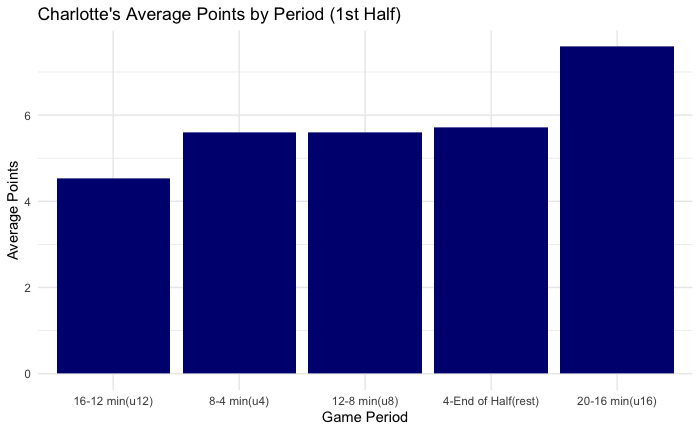 Charlotte's Average Points by Period (1st Half)
Average Points
6
4
2
0
16-12 min(u12) 8-4 min(u4) 12-8 min(u8) 4-End of Half(rest) 20-16 min(u16)
Game Period